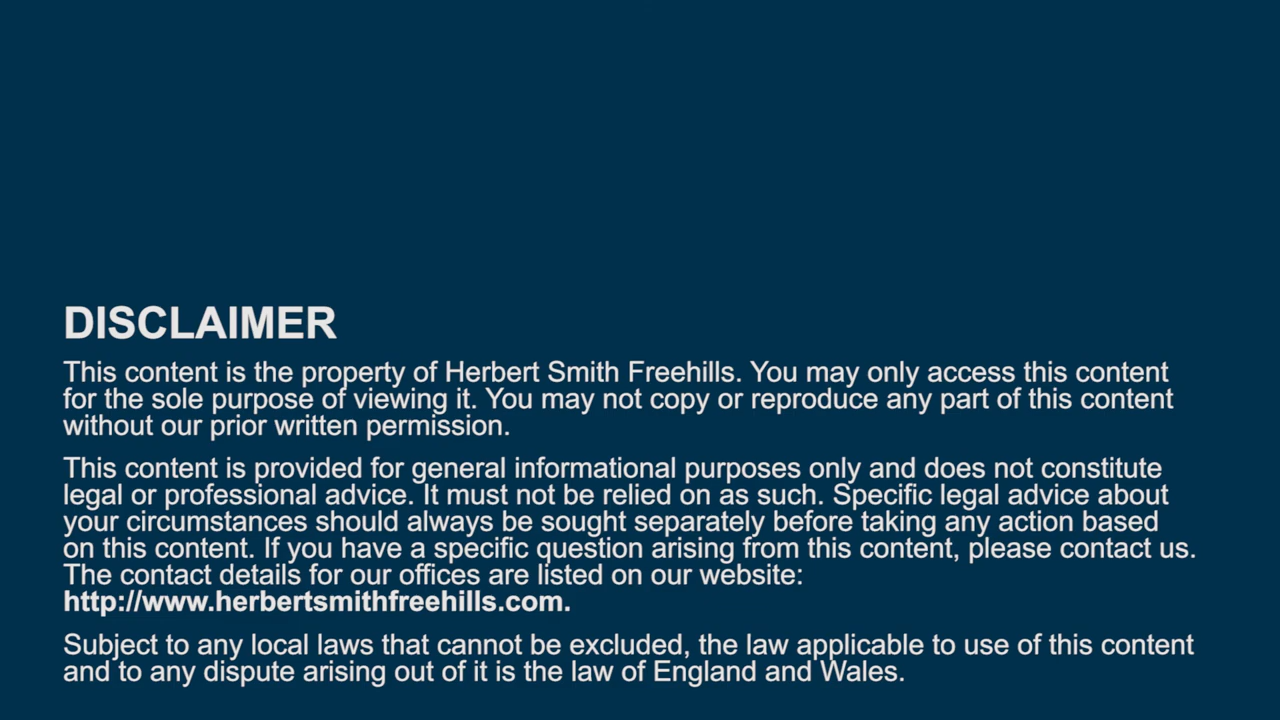 DISCLAIMER
This content is the property of Herbert Smith Freehills. You may only access this content
for the sole purpose of viewing it. You may not copy or reproduce any part of this content
without our prior written permission.
This content is provided for general informational purposes only and does not constitute
legal or professional advice. It must not be relied on as such. Specific legal advice about
your circumstances should always be sought separately before taking any action based
on this content. If you have a specific question arising from this content, please contact us.
The contact details for our offices are listed on our website:
http://www.herbertsmithfreehills.com.
Subject to any local laws that cannot be excluded, the law applicable to use of this content
and to any dispute arising out of it is the law of England and Wales.